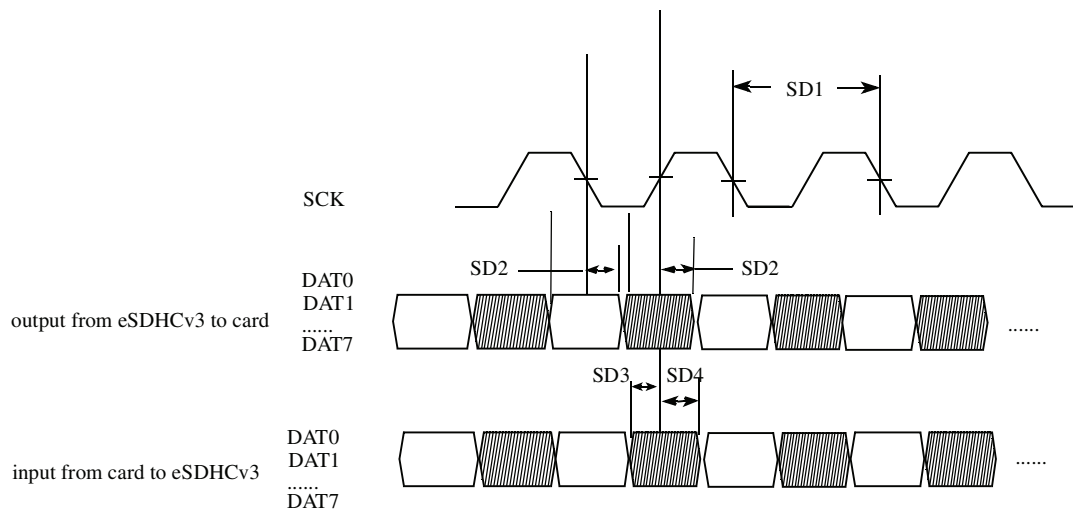 SD1
SCK
SD2
SD2
DAT0
DAT1
output from eSDHCv3 to card
......
DAT7
......
SD3
SD4
DAT0
DAT1
input from card to eSDHCv3
......
DAT7
......